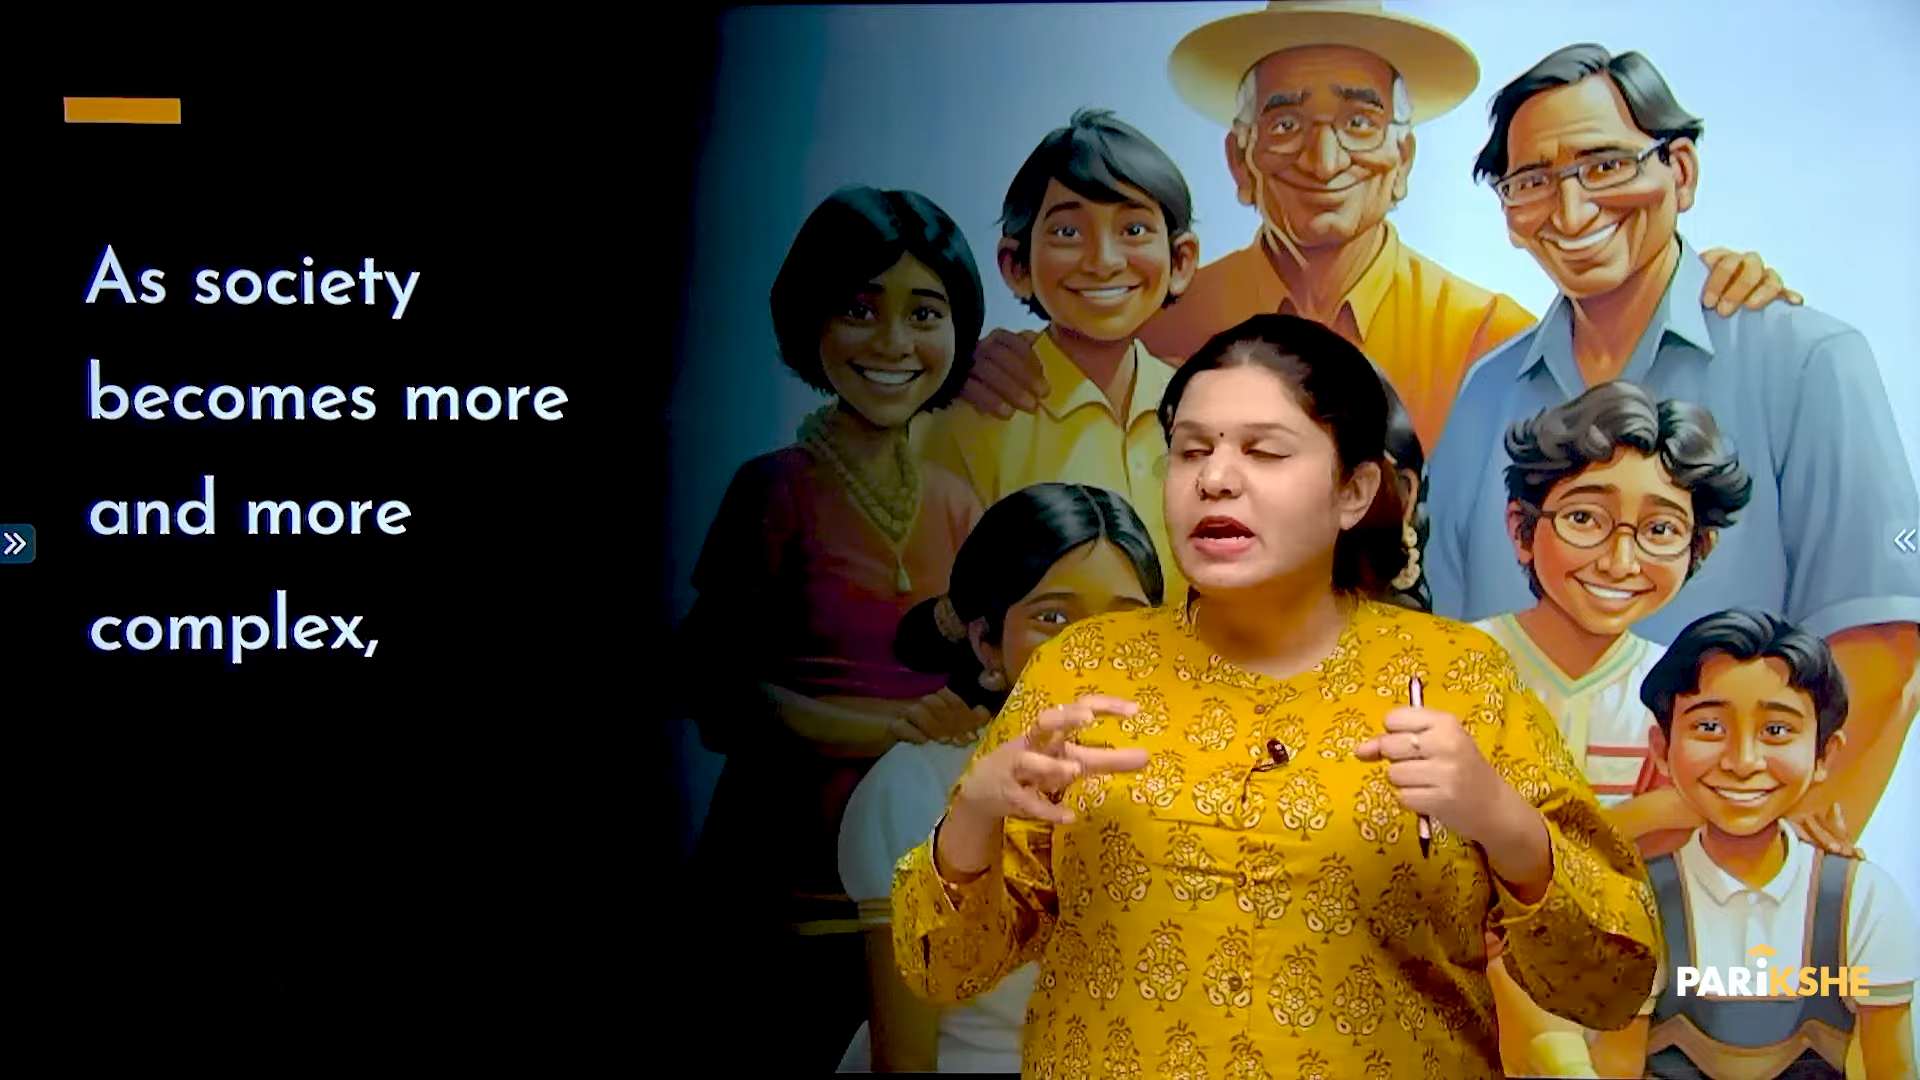 As society
becomes more
and more
complex,
PARiKSHE